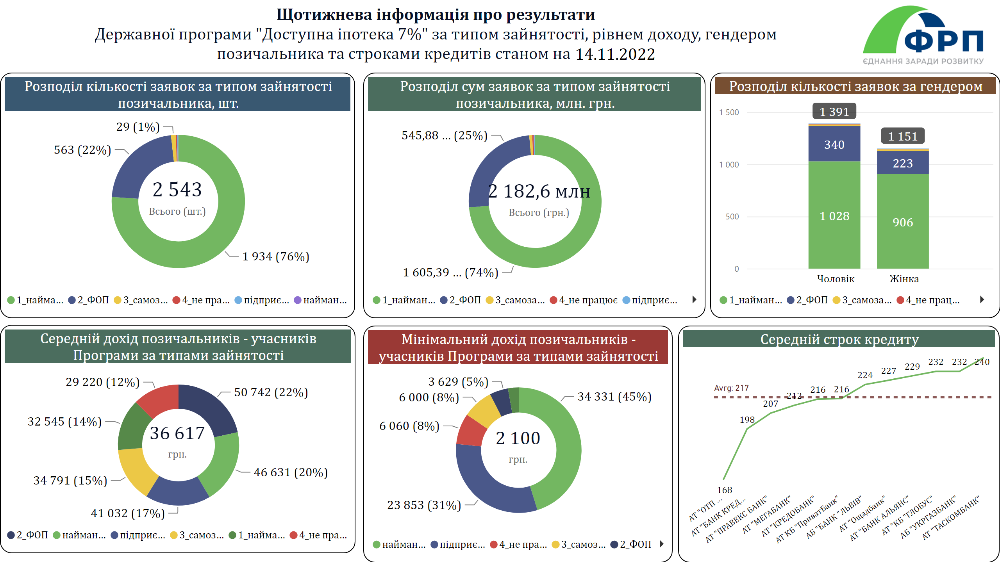 Щотижнева інформація про результати
Державної програми "Доступна іпотека 7%" за типом зайнятості, рівнем доходу, гендером
позичальника та строками кредитів станом на 14.11.2022
ФРП
ЄДНАННЯ ЗАРАДИ РОЗВИТКУ
Розподіл кількості заявок за типом зайнятості
позичальника, шт.
29 (1%)
563 (22%)
2 543
Всього (шт.)
1 934 (76%)
1_найма...
2_ФОП
3_самоз...
4_не пра...
підприє...
найман...
Розподіл сум заявок за типом зайнятості
позичальника, млн. грн.
545,88 ... (25%)
2 182,6 млн
Всього (грн.)
1 605,39 ... (74%)
1_найман...
2_ФОП
3_самоза...
4_не працює
підприє...
Розподіл кількості заявок за гендером
1 500
1 000
500
0
1 391
340
1 028
1 151
223
906
Чоловік
Жінка
1_найман...
2_ФОП
3_самоза...
4_не прац...
Середній дохід позичальників - учасників
Програми за типами зайнятості
29 220 (12%)
50 742 (22%)
32 545 (14%)
36 617
грн.
46 631 (20%)
34 791 (15%)
41 032 (17%)
2_ФОП
найман...
підприє...
3_самоз...
1_найма...
4_не пра...
Мінімальний дохід позичальників -
учасників Програми за типами зайнятості
3 629 (5%)
6 000 (8%)
34 331 (45%)
6 060 (8%)
2 100
грн.
23 853 (31%)
найман...
підприє...
4_не пра...
3_самоз...
2_ФОП
Середній строк кредиту
Avrg: 217
168
198
207
212
216
216
224
227
229
232
232
240
АТ "ОТП ...
АТ "БАНК КРЕД...
АТ "ПРАВЕКС БАНК"
АТ "МЕГАБАНК"
АТ "КРЕДОБАНК"
АТ КБ "ПриватБанк"
АБ "БАНК "ЛЬВІВ"
АТ "Ощадбанк"
АТ "БАНК АЛЬЯНС"
АТ "КБ "ГЛОБУС"
АБ "УКРГАЗБАНК"
АТ "ТАСКОМБАНК"